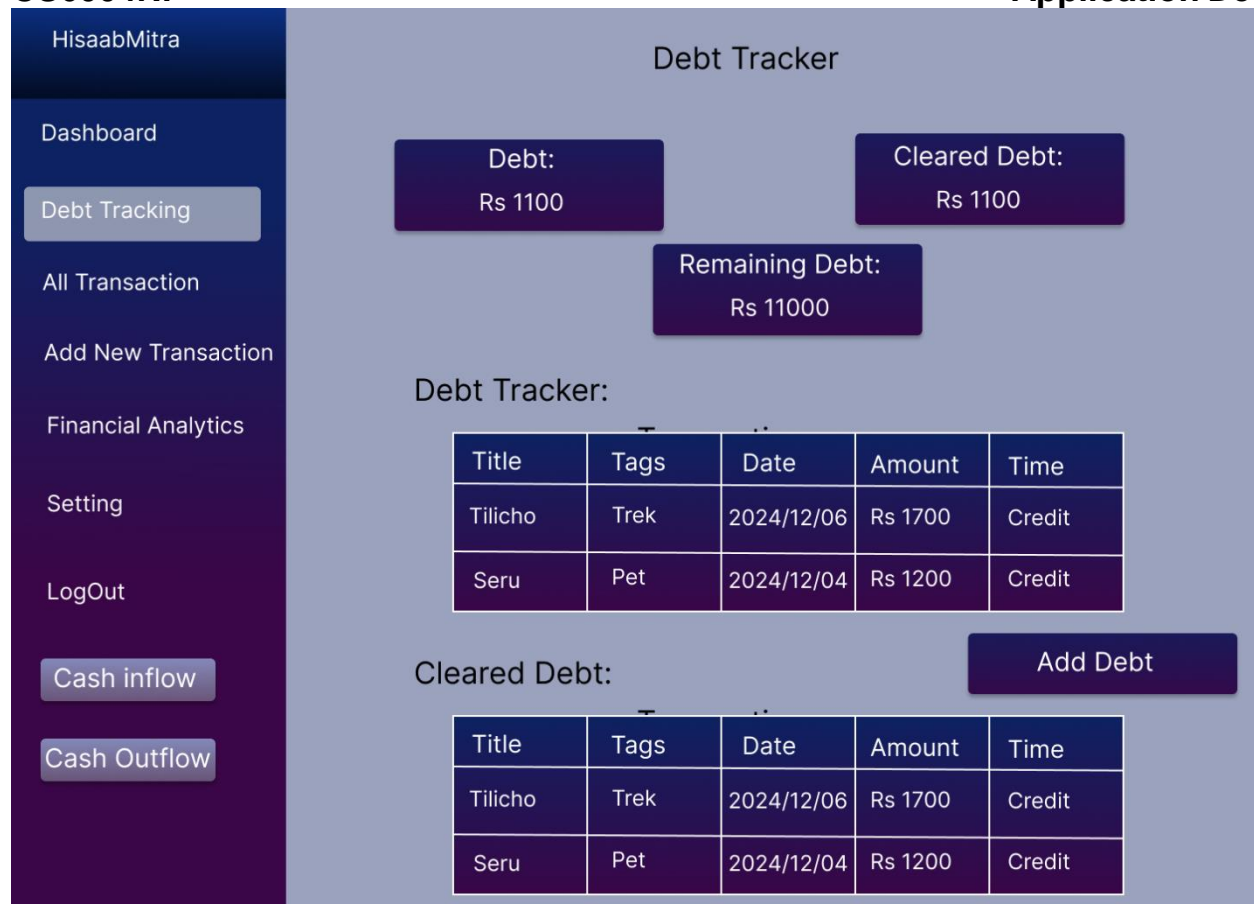 HisaabMitra
Debt Tracker
Dashboard
Debt Tracking
All Transaction
Add New Transaction
Financial Analytics
Setting
LogOut
Cash inflow
Cash Outflow
Debt:
Rs 1100
Cleared Debt:
Rs 1100
Remaining Debt:
Rs 11000
Debt Tracker:
Title Tags Date Amount Time
Tilicho Trek 2024/12/06 Rs 1700 Credit
Seru Pet 2024/12/04 Rs 1200 Credit
Add Debt
Cleared Debt:
Title Tags Date Amount Time
Tilicho Trek 2024/12/06 Rs 1700 Credit
Seru Pet 2024/12/04 Rs 1200 Credit